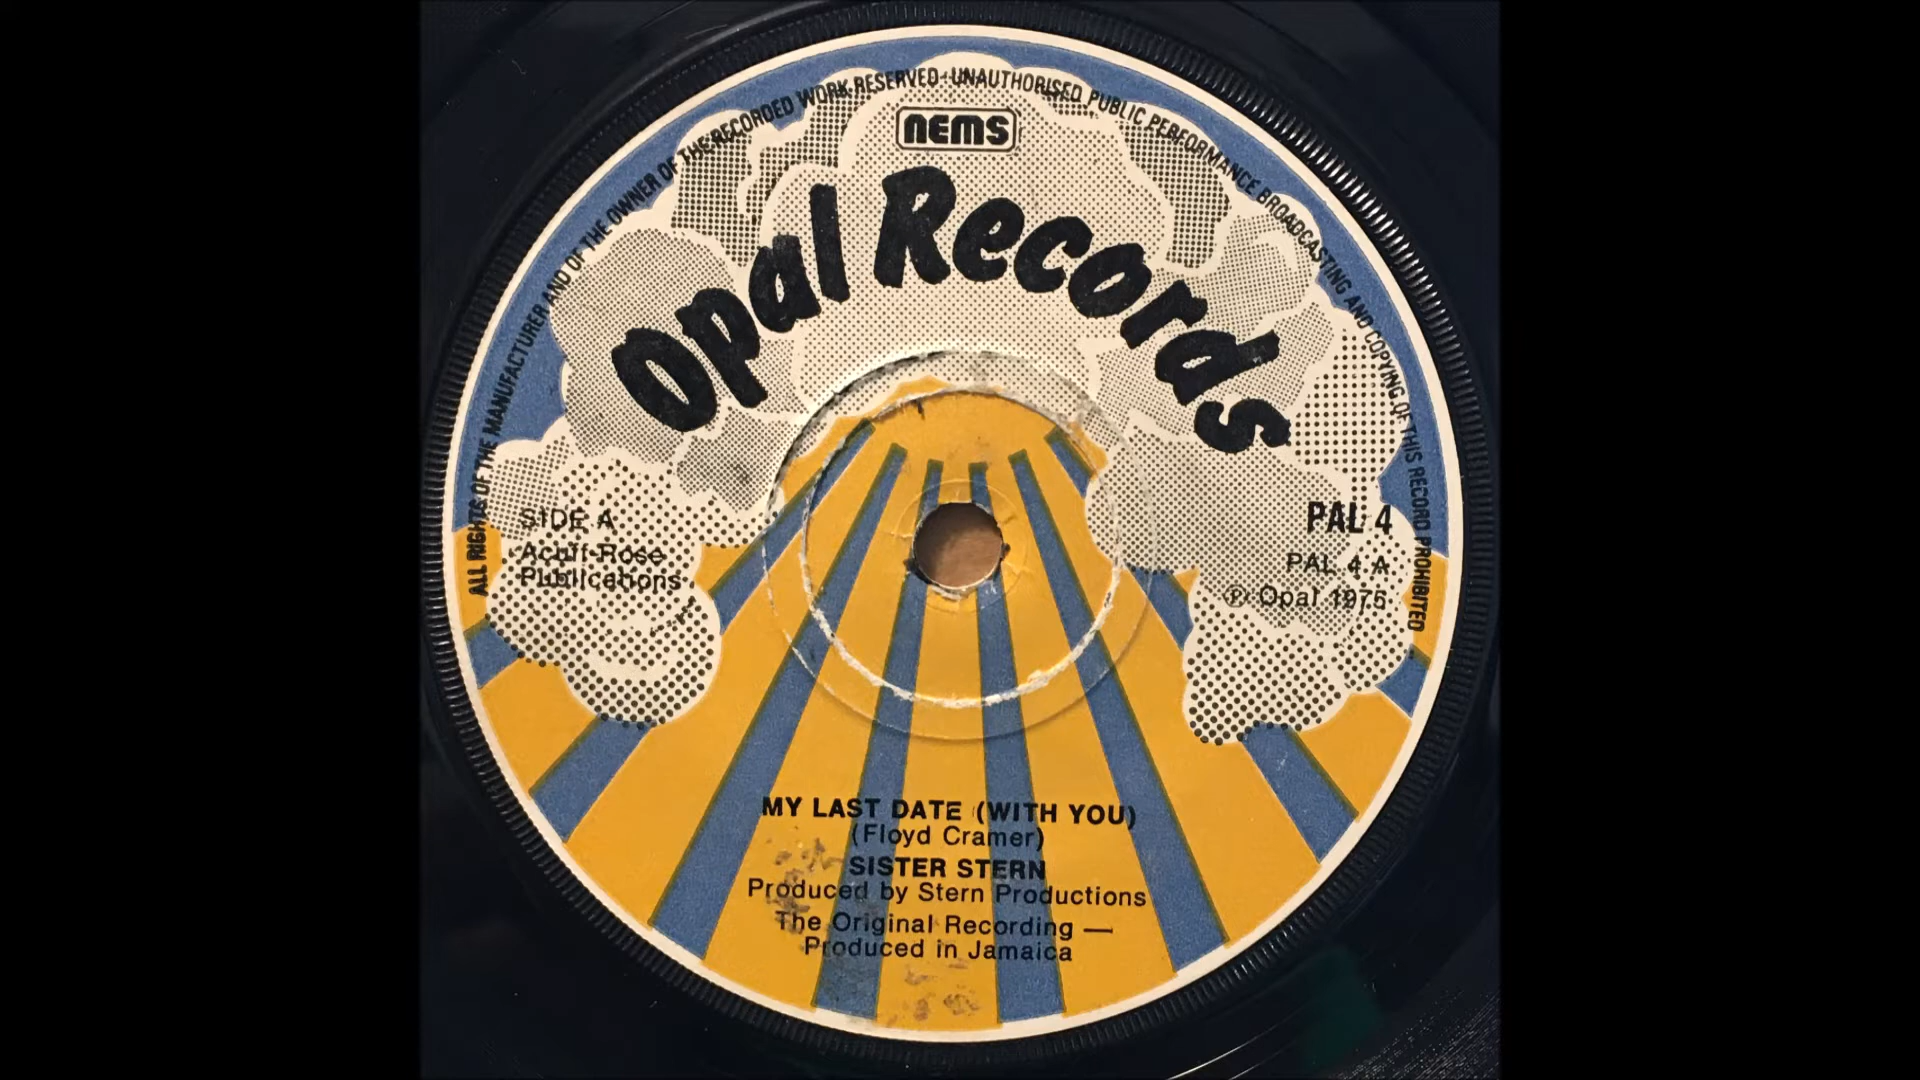 ALL RIGHTS OF THE MANUFACTURER AND OF THE OWNER OF THE RECORDED WORK RESERVED · UNAUTHORISED PUBLIC PERFORMANCE BROADCASTING AND COPYING OF THIS RECORD PROHIBITED
nems
Opal Records
SIDE A
Acuff-Rose
Publications
PAL 4
PAL 4 A
Ⓟ Opal 1975
MY LAST DATE (WITH YOU)
(Floyd Cramer)
SISTER STERN
Produced by Stern Productions
The Original Recording —
Produced in Jamaica